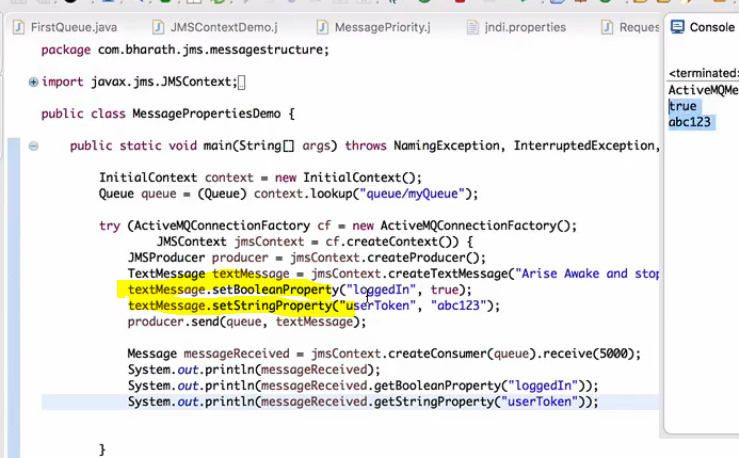 FirstQueue.java
JMSContextDemo.j
MessagePriority.j
jndi.properties
Reques
Console
package com.bharath.jms.messagestructure;
import javax.jms.JMSContext;
public class MessagePropertiesDemo {
public static void main(String[] args) throws NamingException, InterruptedException,
InitialContext context = new InitialContext();
Queue queue = (Queue) context.lookup("queue/myQueue");
try (ActiveMQConnectionFactory cf = new ActiveMQConnectionFactory();
JMSContext jmsContext = cf.createContext()) {
JMSProducer producer = jmsContext.createProducer();
TextMessage textMessage = jmsContext.createTextMessage("Arise Awake and stop
textMessage.setBooleanProperty("loggedIn", true);
textMessage.setStringProperty("userToken", "abc123");
producer.send(queue, textMessage);
Message messageReceived = jmsContext.createConsumer(queue).receive(5000);
System.out.println(messageReceived);
System.out.println(messageReceived.getBooleanProperty("loggedIn"));
System.out.println(messageReceived.getStringProperty("userToken"));
}
<terminated>
ActiveMQMe
true
abc123